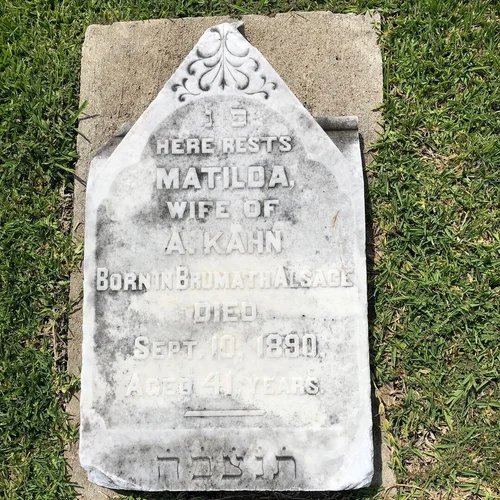 פ נ
HERE RESTS
MATILDA,
WIFE OF
A. KAHN
BORN IN BRUMATH ALSACE
DIED
SEPT. 10, 1890,
AGED 41 YEARS.
תנצבה